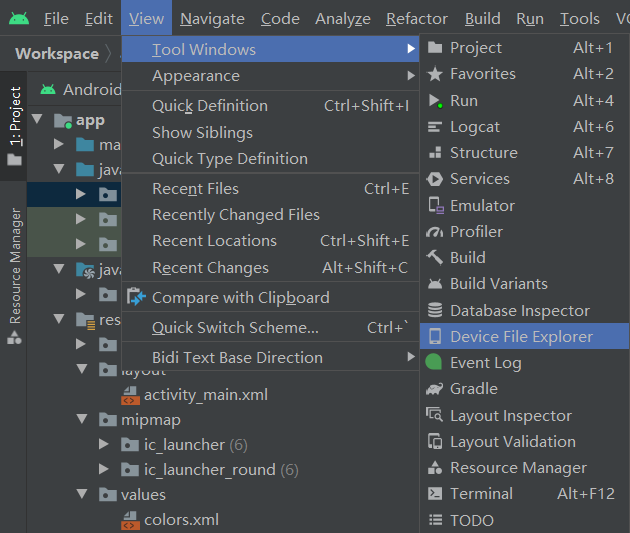 File Edit View Navigate Code Analyze Refactor Build Run Tools
Workspace
Android
1: Project
Resource Manager
app
java
java
res
layout
activity_main.xml
mipmap
ic_launcher (6)
ic_launcher_round (6)
values
colors.xml
Tool Windows
Appearance
Quick Definition Ctrl+Shift+I
Show Siblings
Quick Type Definition
Recent Files Ctrl+E
Recently Changed Files
Recent Locations Ctrl+Shift+E
Recent Changes Alt+Shift+C
Compare with Clipboard
Quick Switch Scheme... Ctrl+`
Bidi Text Base Direction
Project Alt+1
Favorites Alt+2
Run Alt+4
Logcat Alt+6
Structure Alt+7
Services Alt+8
Emulator
Profiler
Build
Build Variants
Database Inspector
Device File Explorer
Event Log
Gradle
Layout Inspector
Layout Validation
Resource Manager
Terminal Alt+F12
TODO